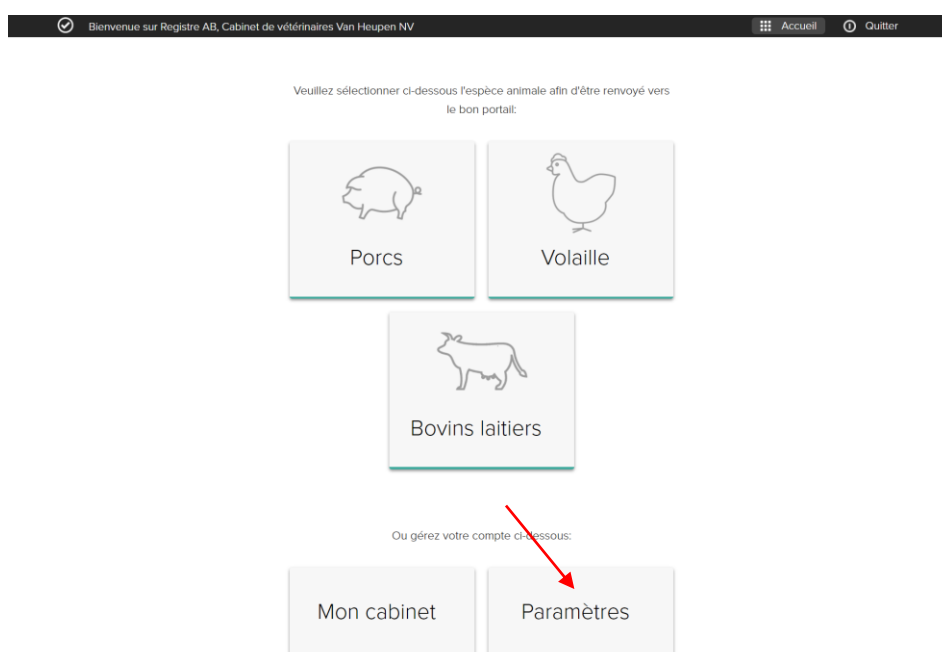 Bienvenue sur Registre AB, Cabinet de vétérinaires Van Heupen NV
Accueil
Quitter
Veuillez sélectionner ci-dessous l'espèce animale afin d'être renvoyé vers
le bon portail:
Porcs
Volaille
Bovins laitiers
Ou gérez votre compte ci-dessous:
Mon cabinet
Paramètres